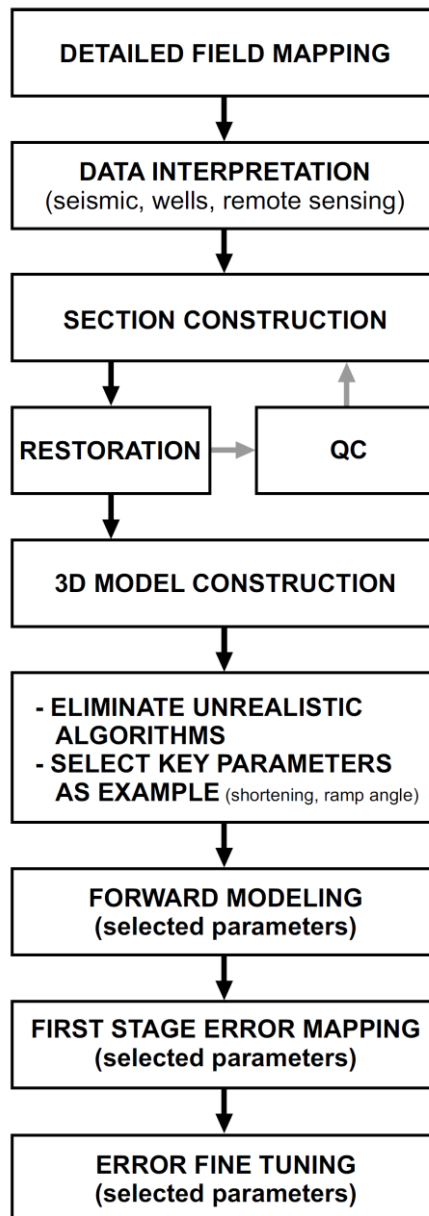 DETAILED FIELD MAPPING
DATA INTERPRETATION
(seismic, wells, remote sensing)
SECTION CONSTRUCTION
RESTORATION
QC
3D MODEL CONSTRUCTION
- ELIMINATE UNREALISTIC
ALGORITHMS
- SELECT KEY PARAMETERS
AS EXAMPLE (shortening, ramp angle)
FORWARD MODELING
(selected parameters)
FIRST STAGE ERROR MAPPING
(selected parameters)
ERROR FINE TUNING
(selected parameters)